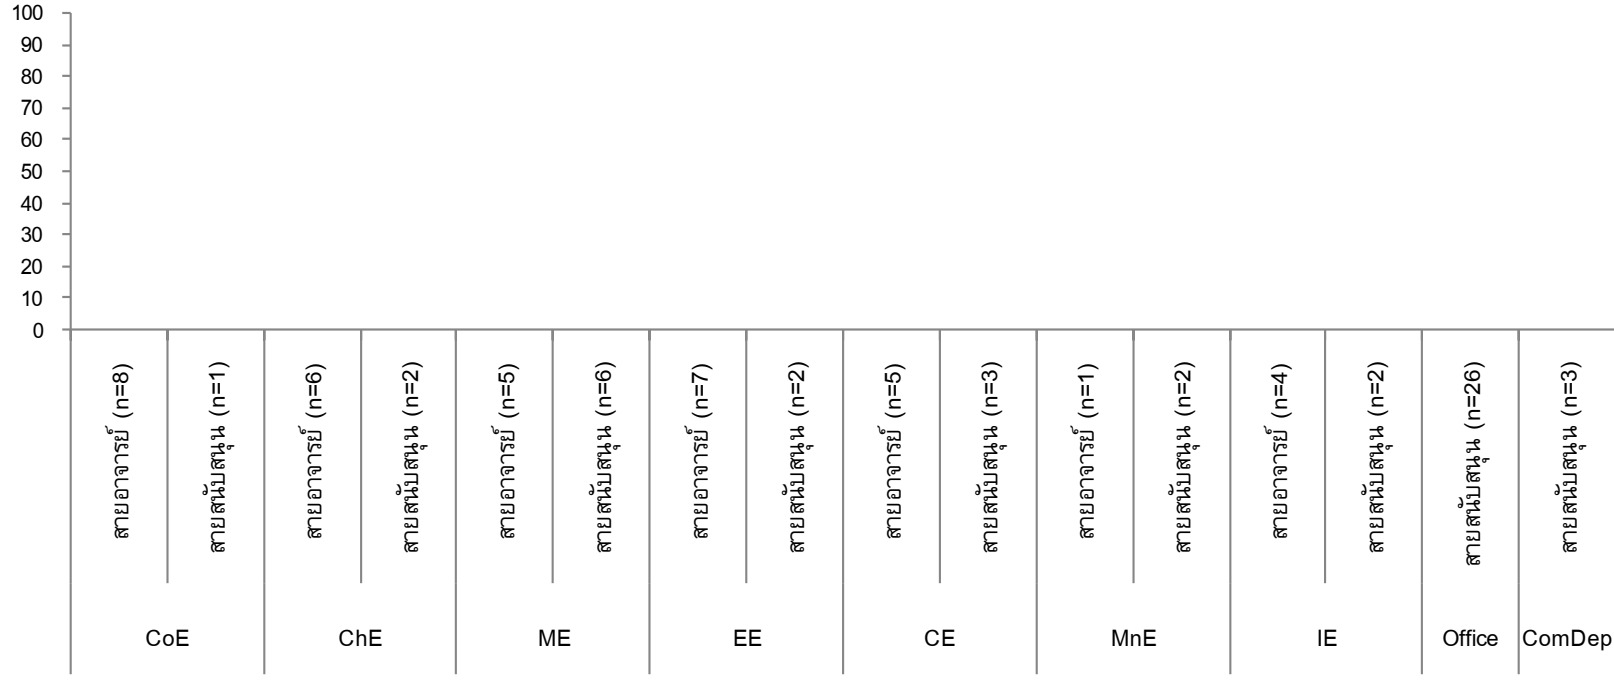 100
90
80
70
60
50
40
30
20
10
0
สายอาจารย์ (n=8)
สายสนับสนุน (n=1)
สายอาจารย์ (n=6)
สายสนับสนุน (n=2)
สายอาจารย์ (n=5)
สายสนับสนุน (n=6)
สายอาจารย์ (n=7)
สายสนับสนุน (n=2)
สายอาจารย์ (n=5)
สายสนับสนุน (n=3)
สายอาจารย์ (n=1)
สายสนับสนุน (n=2)
สายอาจารย์ (n=4)
สายสนับสนุน (n=2)
สายสนับสนุน (n=26)
สายสนับสนุน (n=3)
CoE
ChE
ME
EE
CE
MnE
IE
Office
ComDep